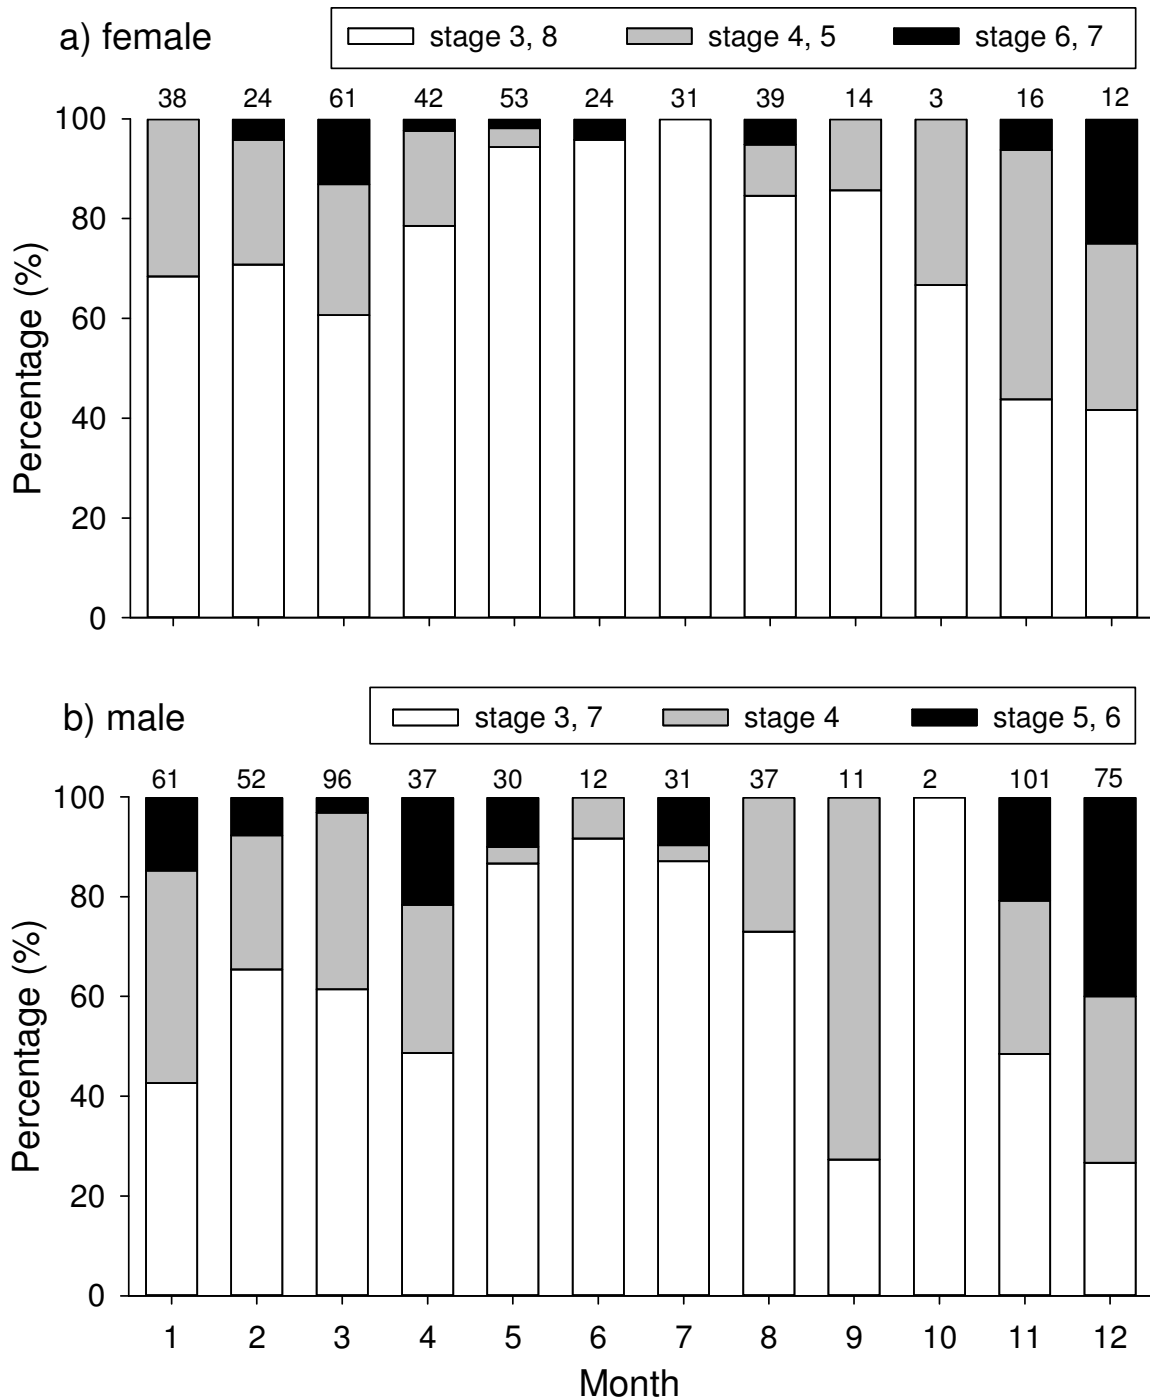 a) female
stage 3, 8 stage 4, 5 stage 6, 7
38 24 61 42 53 24 31 39 14 3 16 12
100
80
60
40
20
0
Percentage (%)
b) male
stage 3, 7 stage 4 stage 5, 6
61 52 96 37 30 12 31 37 11 2 101 75
100
80
60
40
20
0
Percentage (%)
1 2 3 4 5 6 7 8 9 10 11 12
Month